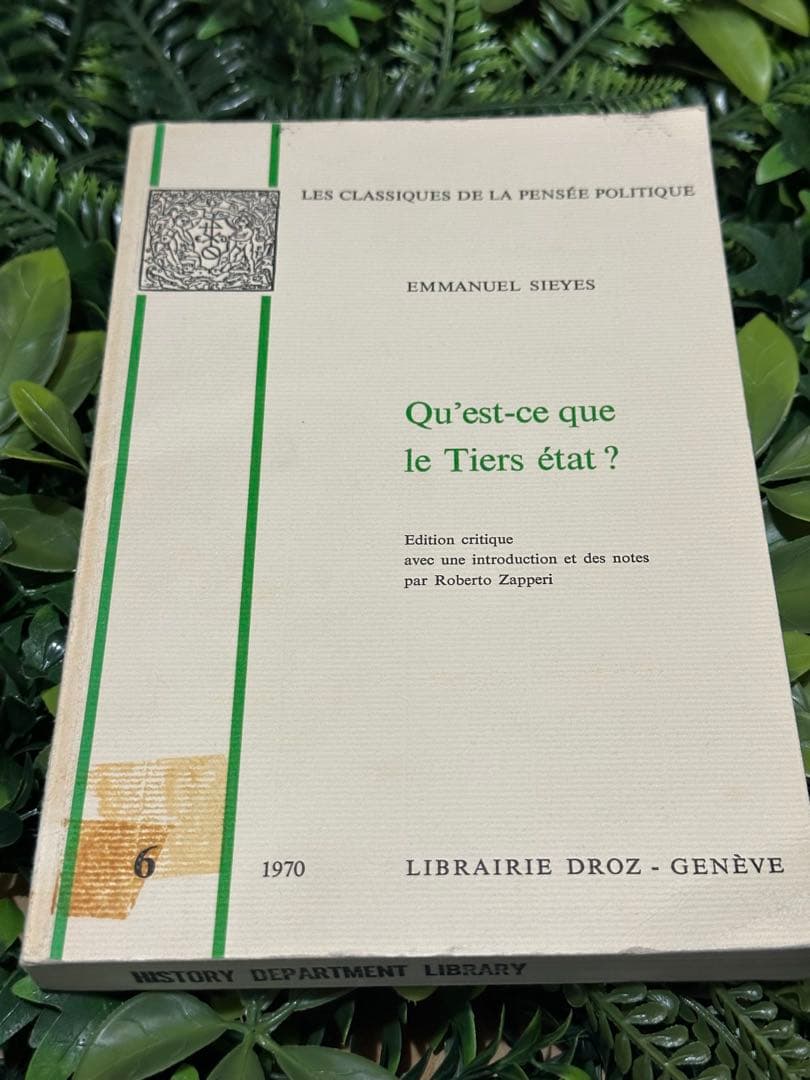 LES CLASSIQUES DE LA PENSÉE POLITIQUE
EMMANUEL SIEYES
Qu'est-ce que
le Tiers état ?
Edition critique
avec une introduction et des notes
par Roberto Zapperi
6
1970
LIBRAIRIE DROZ - GENÈVE
HISTORY DEPARTMENT LIBRARY